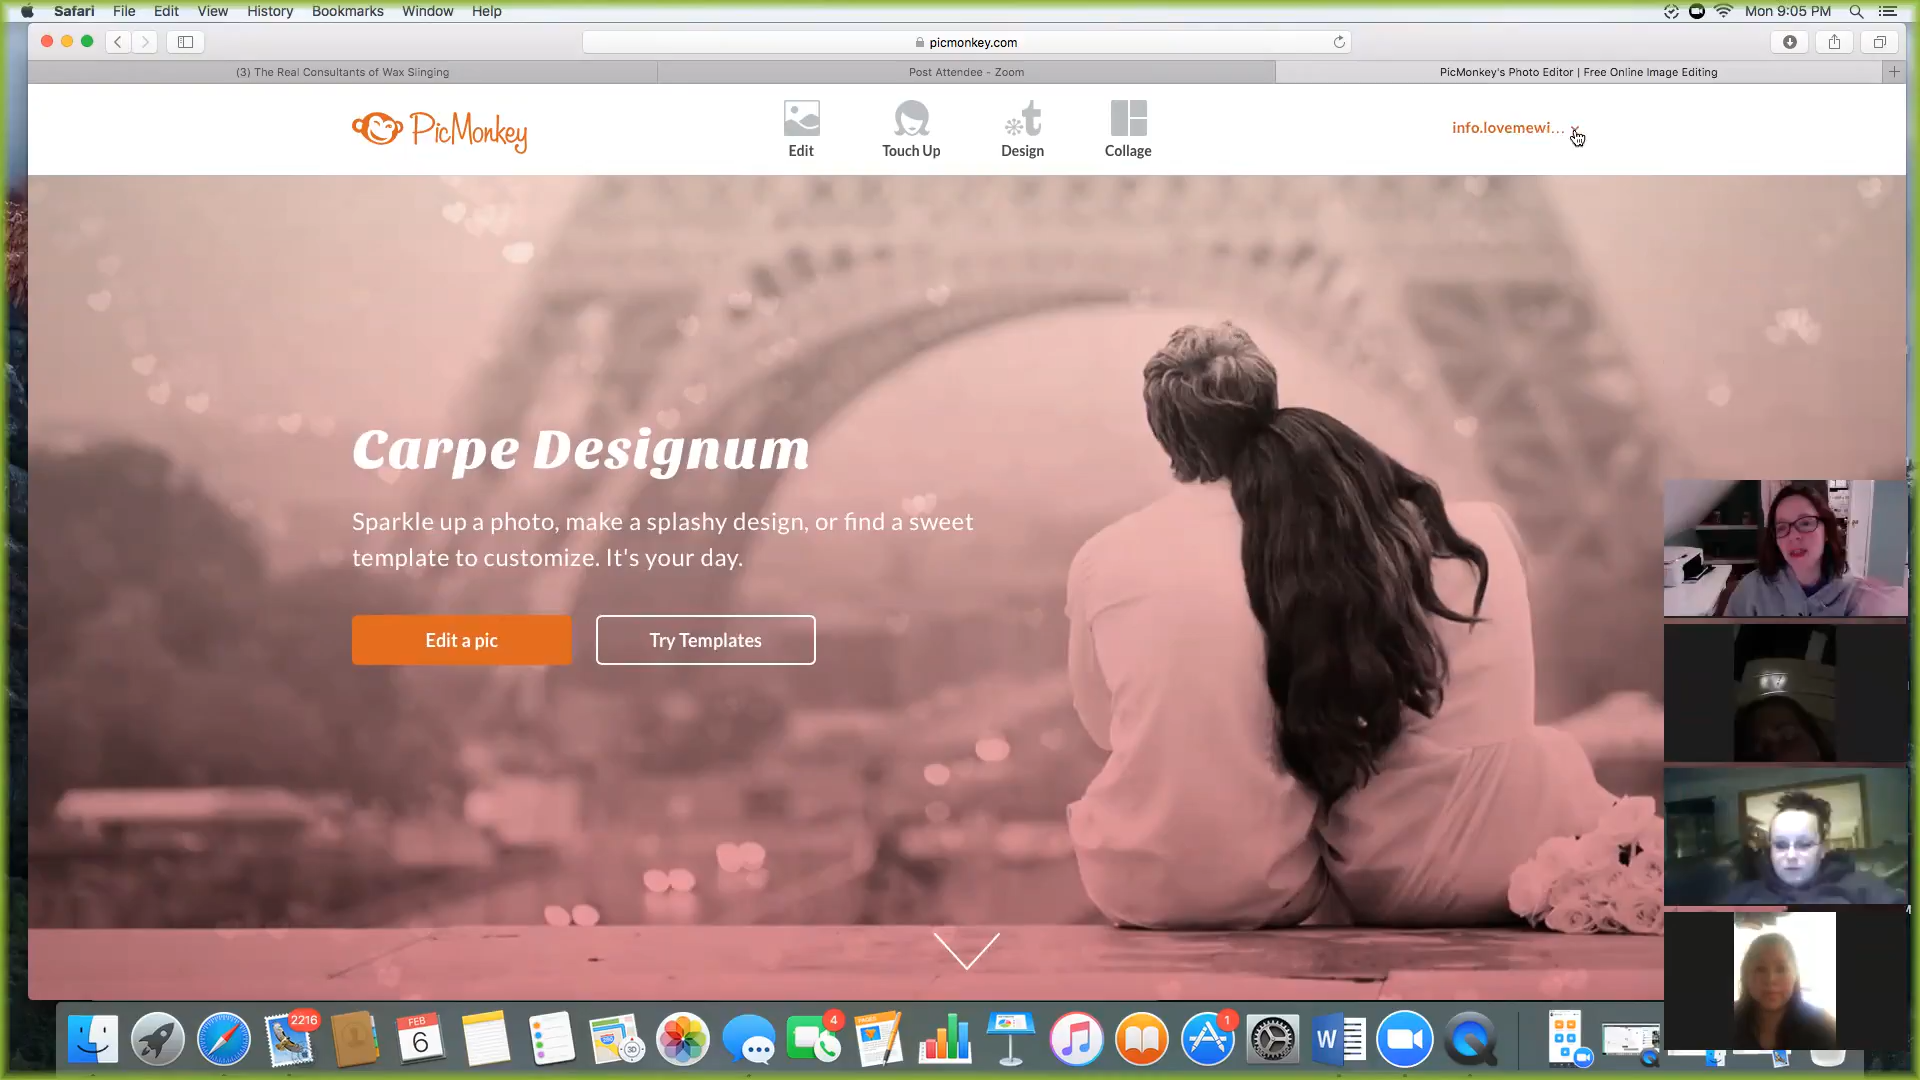 Safari File Edit View History Bookmarks Window Help Mon 9:05 PM
picmonkey.com
(3) The Real Consultants of Wax Slinging Post Attendee - Zoom PicMonkey's Photo Editor | Free Online Image Editing
PicMonkey
Edit Touch Up Design Collage
info.lovemewi...
Carpe Designum
Sparkle up a photo, make a splashy design, or find a sweet
template to customize. It's your day.
Edit a pic Try Templates
2216
FEB
6
3D
4
PAGES
1
W